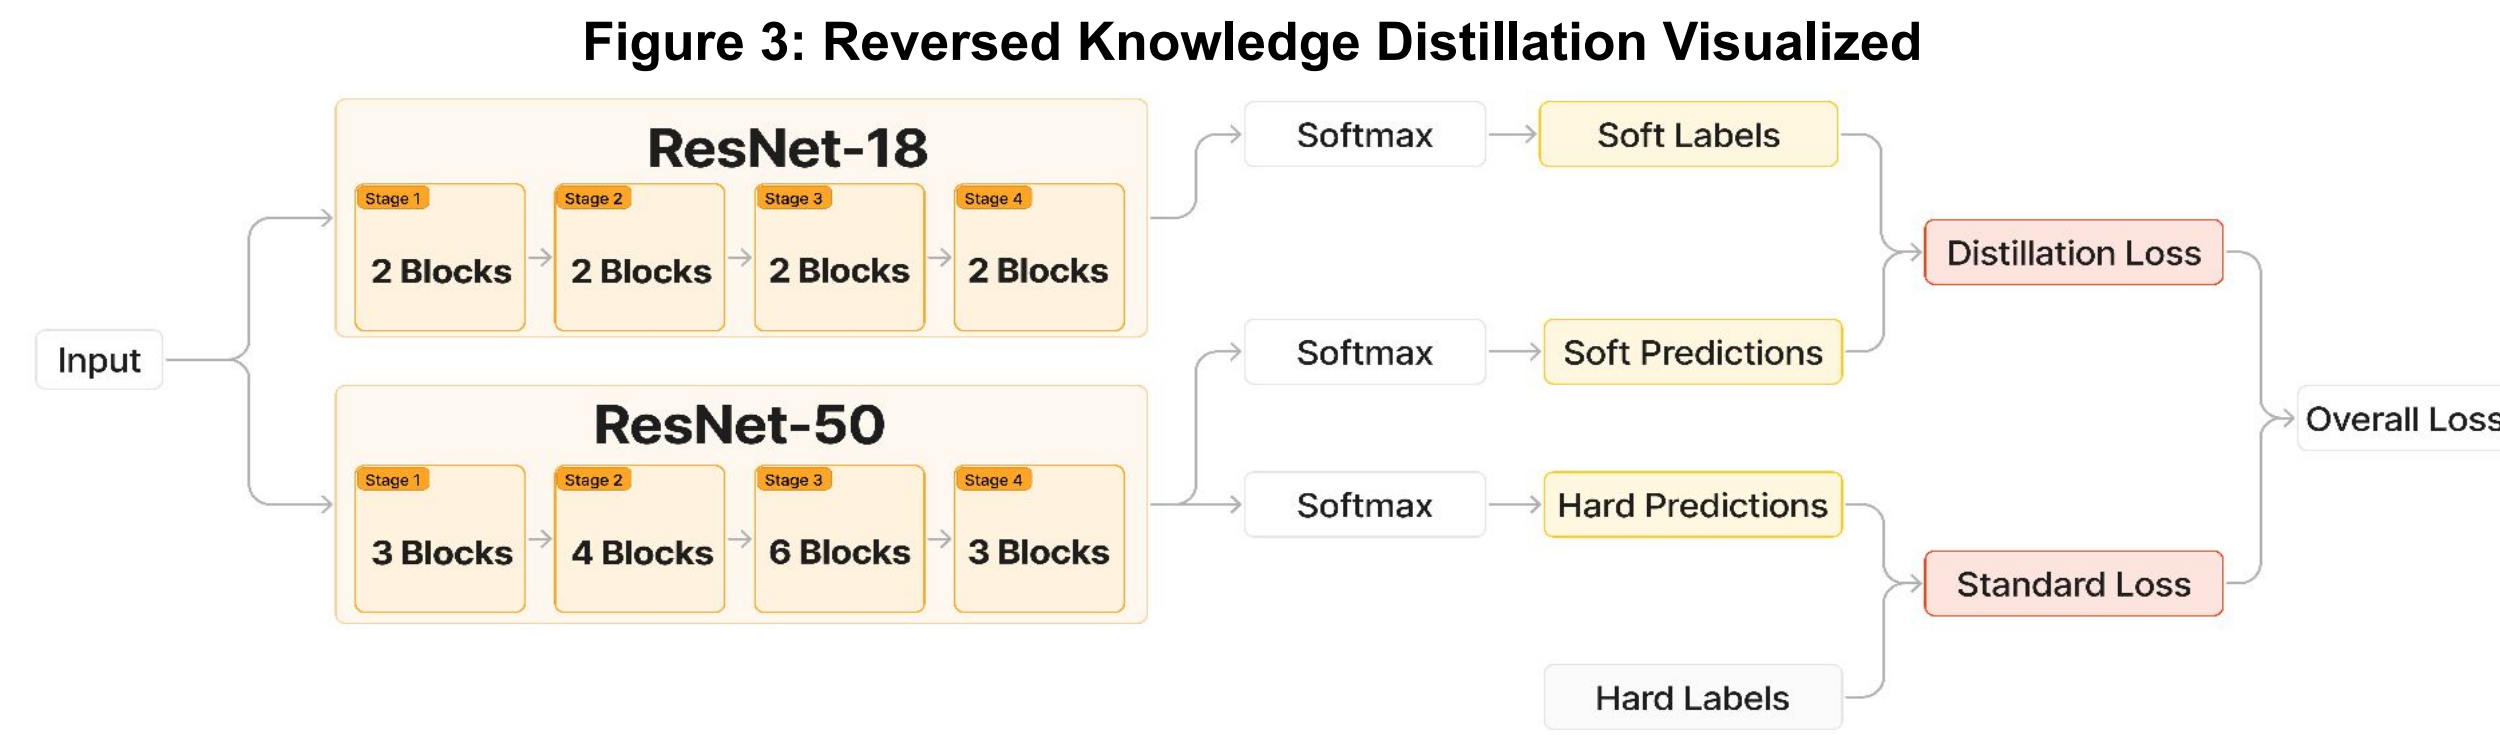 Figure 3: Reversed Knowledge Distillation Visualized
Input
ResNet-18
Stage 1
2 Blocks
Stage 2
2 Blocks
Stage 3
2 Blocks
Stage 4
2 Blocks
ResNet-50
Stage 1
3 Blocks
Stage 2
4 Blocks
Stage 3
6 Blocks
Stage 4
3 Blocks
Softmax
Soft Labels
Softmax
Soft Predictions
Softmax
Hard Predictions
Hard Labels
Distillation Loss
Standard Loss
Overall Loss